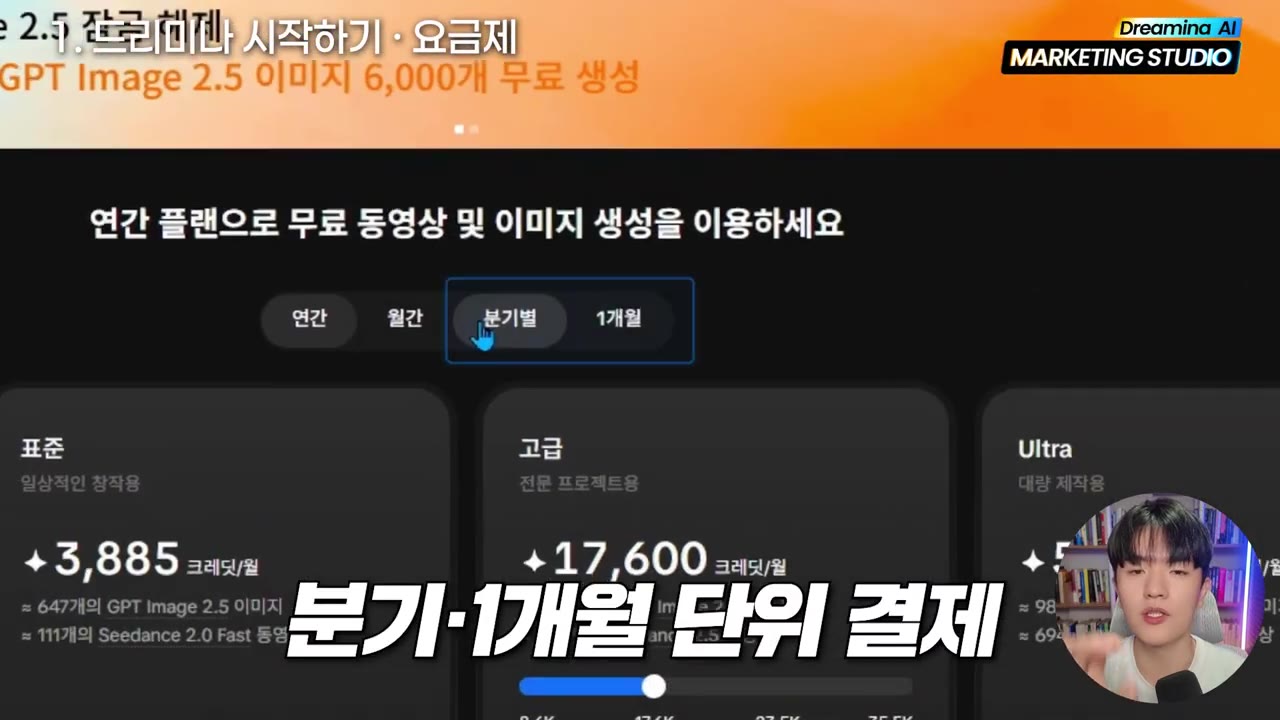 2.5 잠금 해제
1. 드리미나 시작하기 · 요금제
Dreamina AI
MARKETING STUDIO
GPT Image 2.5 이미지 6,000개 무료 생성
연간 플랜으로 무료 동영상 및 이미지 생성을 이용하세요
연간 월간 분기별 1개월
표준
일상적인 창작용
3,885 크레딧/월
≈ 647개의 GPT Image 2.5 이미지
≈ 111개의 Seedance 2.0 Fast
고급
전문 프로젝트용
17,600 크레딧/월
Ultra
대량 제작용
분기·1개월 단위 결제